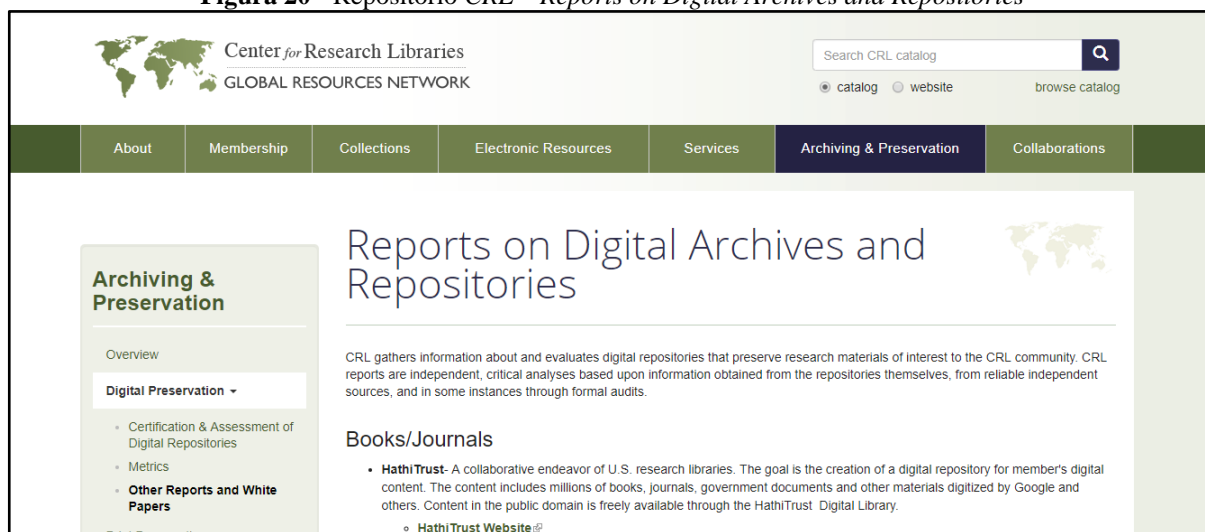 Figura 20 - Repositório CRL – Reports on Digital Archives and Repositories
Center for Research Libraries
GLOBAL RESOURCES NETWORK
Search CRL catalog
catalog website browse catalog
About Membership Collections Electronic Resources Services Archiving & Preservation Collaborations
Archiving &
Preservation
Overview
Digital Preservation
Certification & Assessment of
Digital Repositories
Metrics
Other Reports and White
Papers
Reports on Digital Archives and
Repositories
CRL gathers information about and evaluates digital repositories that preserve research materials of interest to the CRL community. CRL
reports are independent, critical analyses based upon information obtained from the repositories themselves, from reliable independent
sources, and in some instances through formal audits.
Books/Journals
HathiTrust- A collaborative endeavor of U.S. research libraries. The goal is the creation of a digital repository for member's digital
content. The content includes millions of books, journals, government documents and other materials digitized by Google and
others. Content in the public domain is freely available through the HathiTrust Digital Library.
HathiTrust Website